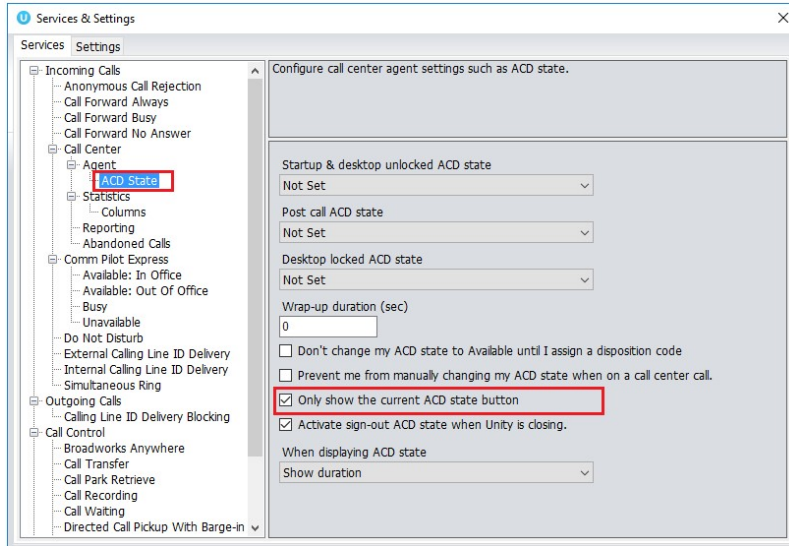 Services & Settings
Services Settings
Incoming Calls
Anonymous Call Rejection
Call Forward Always
Call Forward Busy
Call Forward No Answer
Call Center
Agent
ACD State
Statistics
Columns
Reporting
Abandoned Calls
Comm Pilot Express
Available: In Office
Available: Out Of Office
Busy
Unavailable
Do Not Disturb
External Calling Line ID Delivery
Internal Calling Line ID Delivery
Simultaneous Ring
Outgoing Calls
Calling Line ID Delivery Blocking
Call Control
Broadworks Anywhere
Call Transfer
Call Park Retrieve
Call Recording
Call Waiting
Directed Call Pickup With Barge-in
Configure call center agent settings such as ACD state.
Startup & desktop unlocked ACD state
Not Set
Post call ACD state
Not Set
Desktop locked ACD state
Not Set
Wrap-up duration (sec)
0
Don't change my ACD state to Available until I assign a disposition code
Prevent me from manually changing my ACD state when on a call center call.
Only show the current ACD state button
Activate sign-out ACD state when Unity is closing.
When displaying ACD state
Show duration